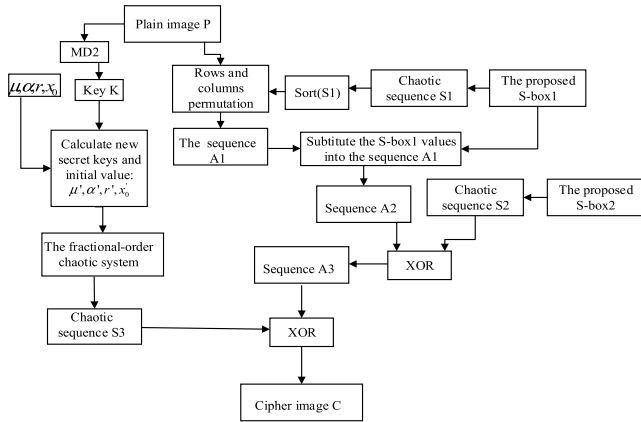 Plain image P
MD2
μ,α,r,x₀
Key K
Rows and
columns
permutation
Sort(S1)
Chaotic
sequence S1
The proposed
S-box1
Calculate new
secret keys and
initial value:
μ',α',r',x₀'
The sequence
A1
Subtitute the S-box1 values
into the sequence A1
Sequence A2
Chaotic
sequence S2
The proposed
S-box2
The fractional-order
chaotic system
Sequence A3
XOR
Chaotic
sequence S3
XOR
Cipher image C